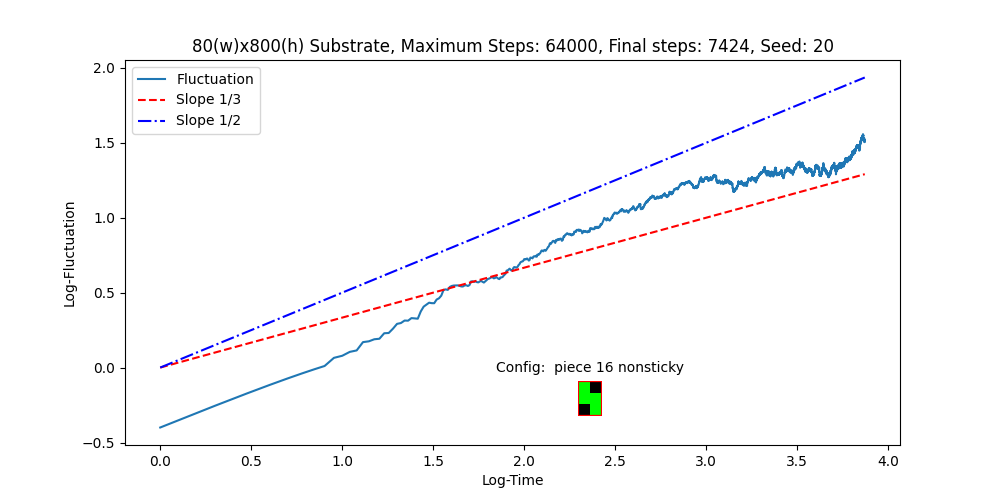 80(w)x800(h) Substrate, Maximum Steps: 64000, Final steps: 7424, Seed: 20
Fluctuation
Slope 1/3
Slope 1/2
Log-Fluctuation
2.0
1.5
1.0
0.5
0.0
−0.5
Config:  piece 16 nonsticky
0.0 0.5 1.0 1.5 2.0 2.5 3.0 3.5 4.0
Log-Time